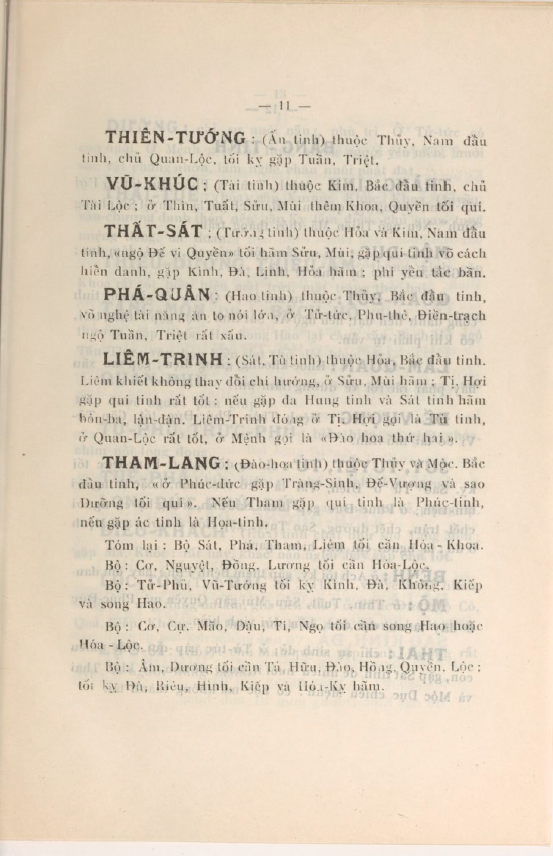 — 11 —
THIÊN-TƯỚNG : (Ấn tinh) thuộc Thủy, Nam đẩu
tinh, chủ Quan-Lộc, tối kỵ gặp Tuần, Triệt.
VŨ-KHÚC : (Tài tinh) thuộc Kim, Bắc đẩu tinh, chủ
Tài Lộc ; ở Thìn, Tuất, Sửu, Mùi thêm Khoa, Quyền tối quí.
THẤT-SÁT : (Tướng tinh) thuộc Hỏa và Kim, Nam đẩu
tinh, «ngộ Đế vi Quyền» tối hãm Sửu, Mùi, gặp quí tinh võ cách
hiển danh, gặp Kình, Đà, Linh, Hỏa hãm ; phi yểu tắc bần.
PHÁ-QUÂN : (Hao tinh) thuộc Thủy, Bắc đẩu tinh,
võ nghệ tài năng ăn to nói lớn, ở Tử-tức, Phu-thê, Điền-trạch
ngộ Tuần, Triệt rất xấu.
LIÊM-TRINH : (Sát, Tù tinh) thuộc Hỏa, Bắc đẩu tinh.
Liêm khiết không thay đổi chí hướng, ở Sửu, Mùi hãm ; Tị, Hợi
gặp quí tinh rất tốt ; nếu gặp đa Hung tinh và Sát tinh hãm
bôn-ba, lận-đận. Liêm-Trinh đóng ở Tị, Hợi gọi là Tù tinh,
ở Quan-Lộc rất tốt, ở Mệnh gọi là «Đào hoa thứ hai».
THAM-LANG : (Đào-hoa tinh) thuộc Thủy và Mộc. Bắc
đẩu tinh, «ở Phúc-đức gặp Tràng-Sinh, Đế-Vượng và sao
Dưỡng tối quí». Nếu Tham gặp quí tinh là Phúc-tinh,
nếu gặp ác tinh là Họa-tinh.
Tóm lại : Bộ Sát, Phá, Tham, Liêm tối cần Hóa - Khoa.
Bộ : Cơ, Nguyệt, Đồng, Lương tối cần Hóa-Lộc.
Bộ : Tử-Phủ, Vũ-Tướng tối kỵ Kình, Đà, Không, Kiếp
và song Hao.
Bộ : Cơ, Cự, Mão, Dậu, Tí, Ngọ tối cần song Hao hoặc
Hóa - Lộc.
Bộ : Âm, Dương tối cần Tả, Hữu, Đào, Hồng, Quyền, Lộc ;
tối kỵ Đà, Riêu, Hình, Kiếp và Hóa-Kỵ hãm.